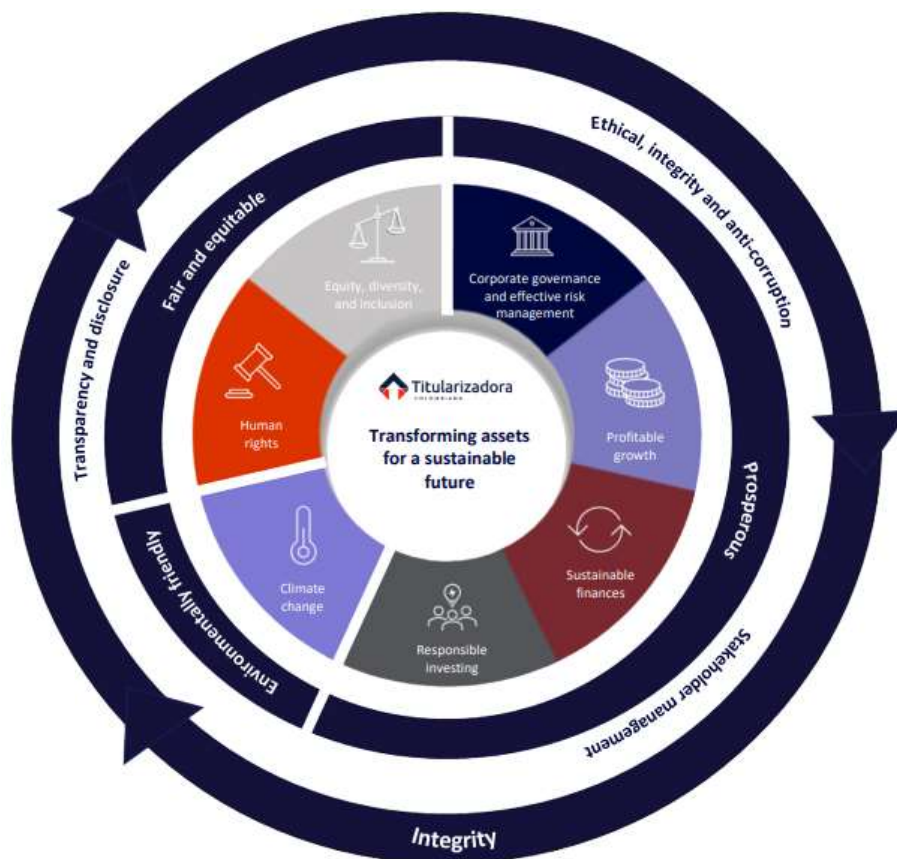 Ethical, integrity and anti-corruption
Fair and equitable
Transparency and disclosure
Equity, diversity,
and inclusion
Corporate governance
and effective risk
management
Human
rights
Titularizadora
COLOMBIANA
Transforming assets
for a sustainable
future
Profitable
growth
Prosperous
Climate
change
Sustainable
finances
Responsible
investing
Environmentally friendly
Stakeholder management
Integrity